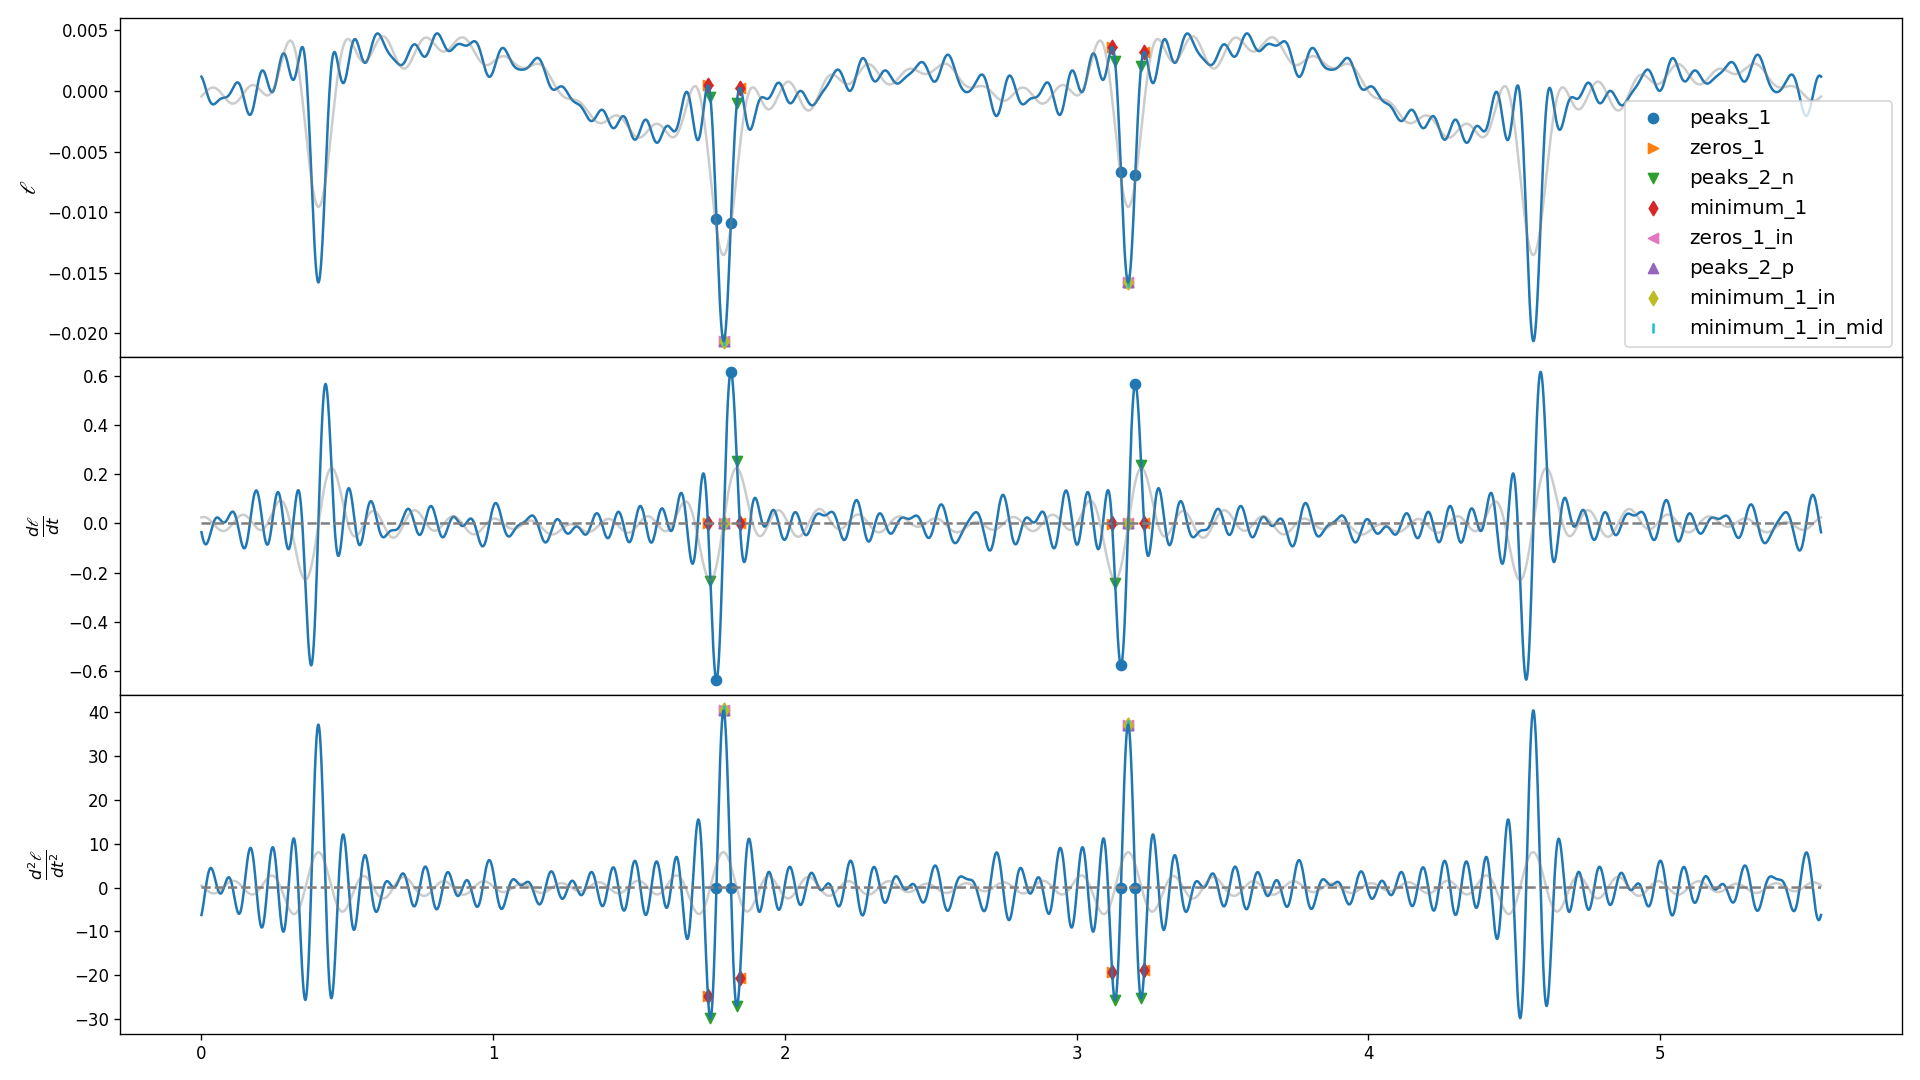 0.005
0.000
−0.005
−0.010
−0.015
−0.020
ℓ
peaks_1
zeros_1
peaks_2_n
minimum_1
zeros_1_in
peaks_2_p
minimum_1_in
minimum_1_in_mid
0.6
0.4
0.2
0.0
−0.2
−0.4
−0.6
dℓ
dt
40
30
20
10
0
−10
−20
−30
d²ℓ
dt²
0 1 2 3 4 5